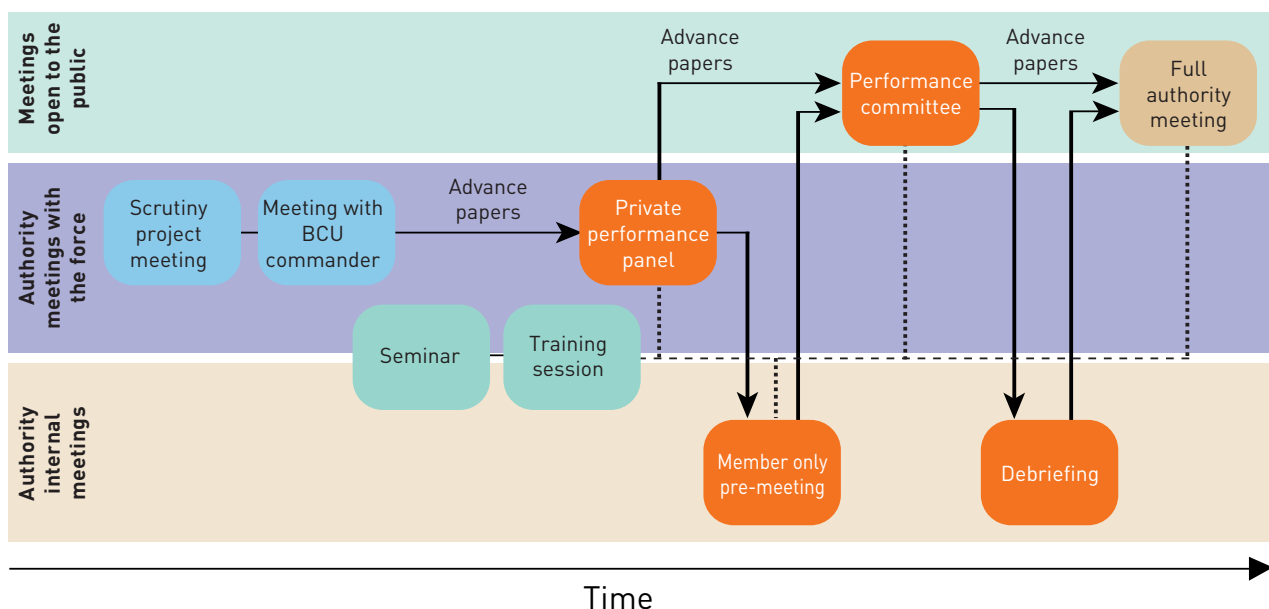 Meetings
open to the
public
Advance
papers
Performance
committee
Advance
papers
Full
authority
meeting
Authority
meetings with
the force
Scrutiny
project
meeting
Meeting with
BCU
commander
Advance
papers
Private
performance
panel
Seminar
Training
session
Authority
internal
meetings
Member only
pre-meeting
Debriefing
Time